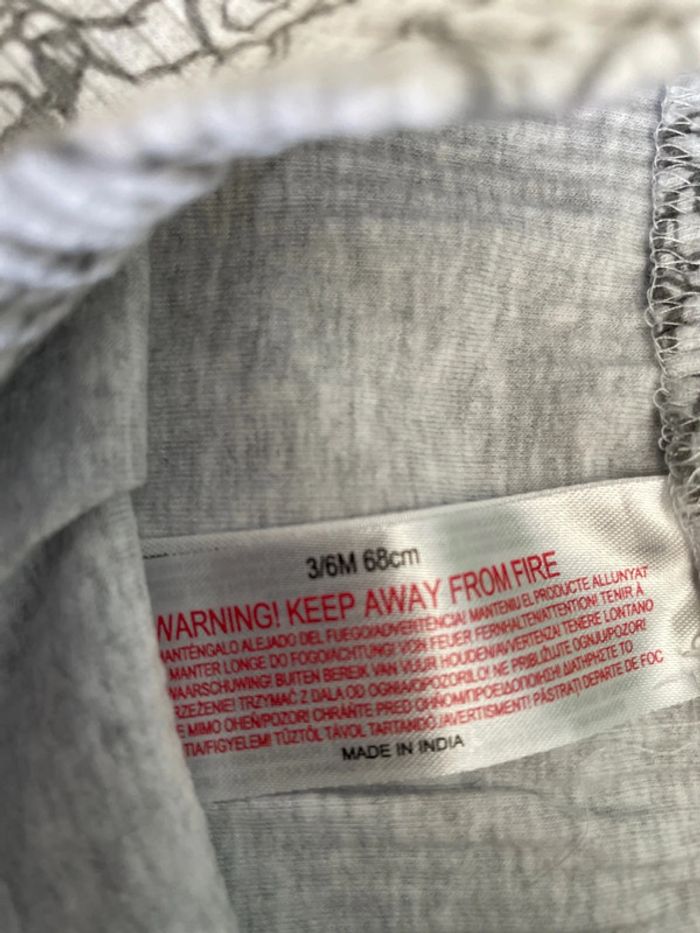 3/6M 68cm
WARNING! KEEP AWAY FROM FIRE
MANTÉNGALO ALEJADO DEL FUEGO/ADVERTÈNCIA! MANTENIU EL PRODUCTE ALLUNYAT
MANTER LONGE DO FOGO/ACHTUNG! VON FEUER FERNHALTEN/ATTENTION! TENIR À
WAARSCHUWING! BUITEN BEREIK VAN VUUR HOUDEN/AVVERTENZA! TENERE LONTANO
RZEŻENIE! TRZYMAĆ Z DALA OD OGNIA/OPOZORILO! NE PRIBLIŽUJTE OGNJU/POZOR!
E MIMO OHEŇ/POZOR! CHRAŇTE PRED OHŇOM/ΠΡΟΕΙΔΟΠΟΙΗΣΗ! ΔΙΑΤΗΡΗΣΤΕ ΤΟ
TIA/FIGYELEM! TŰZTŐL TÁVOL TARTANDÓ/AVERTISMENT! PĂSTRAȚI DEPARTE DE FOC
MADE IN INDIA